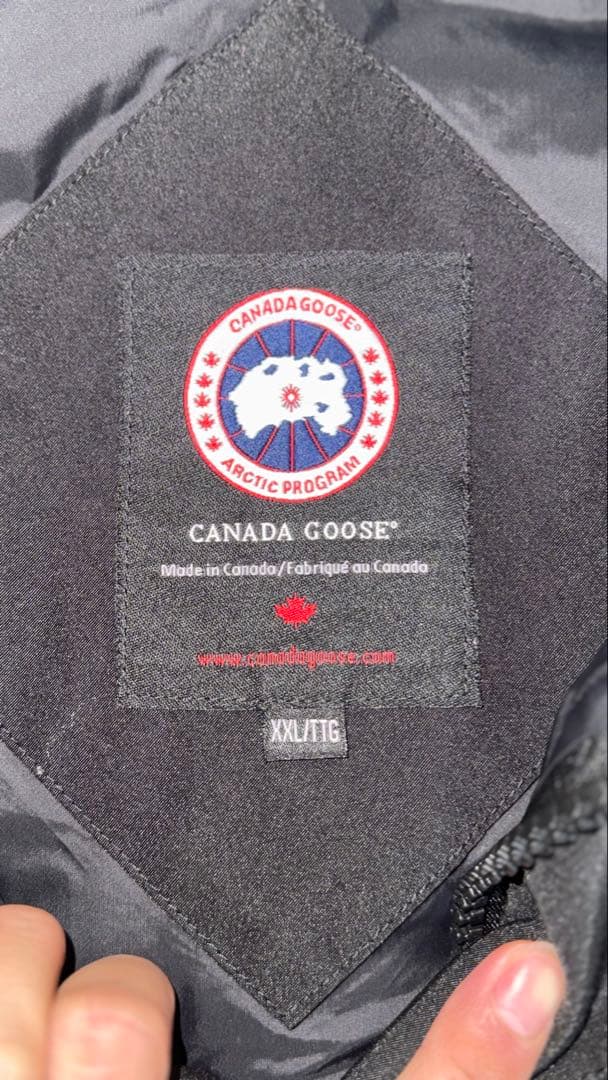 CANADA GOOSE®
ARCTIC PROGRAM
CANADA GOOSE®
Made in Canada/Fabriqué au Canada
www.canadagoose.com
XXL/TTG